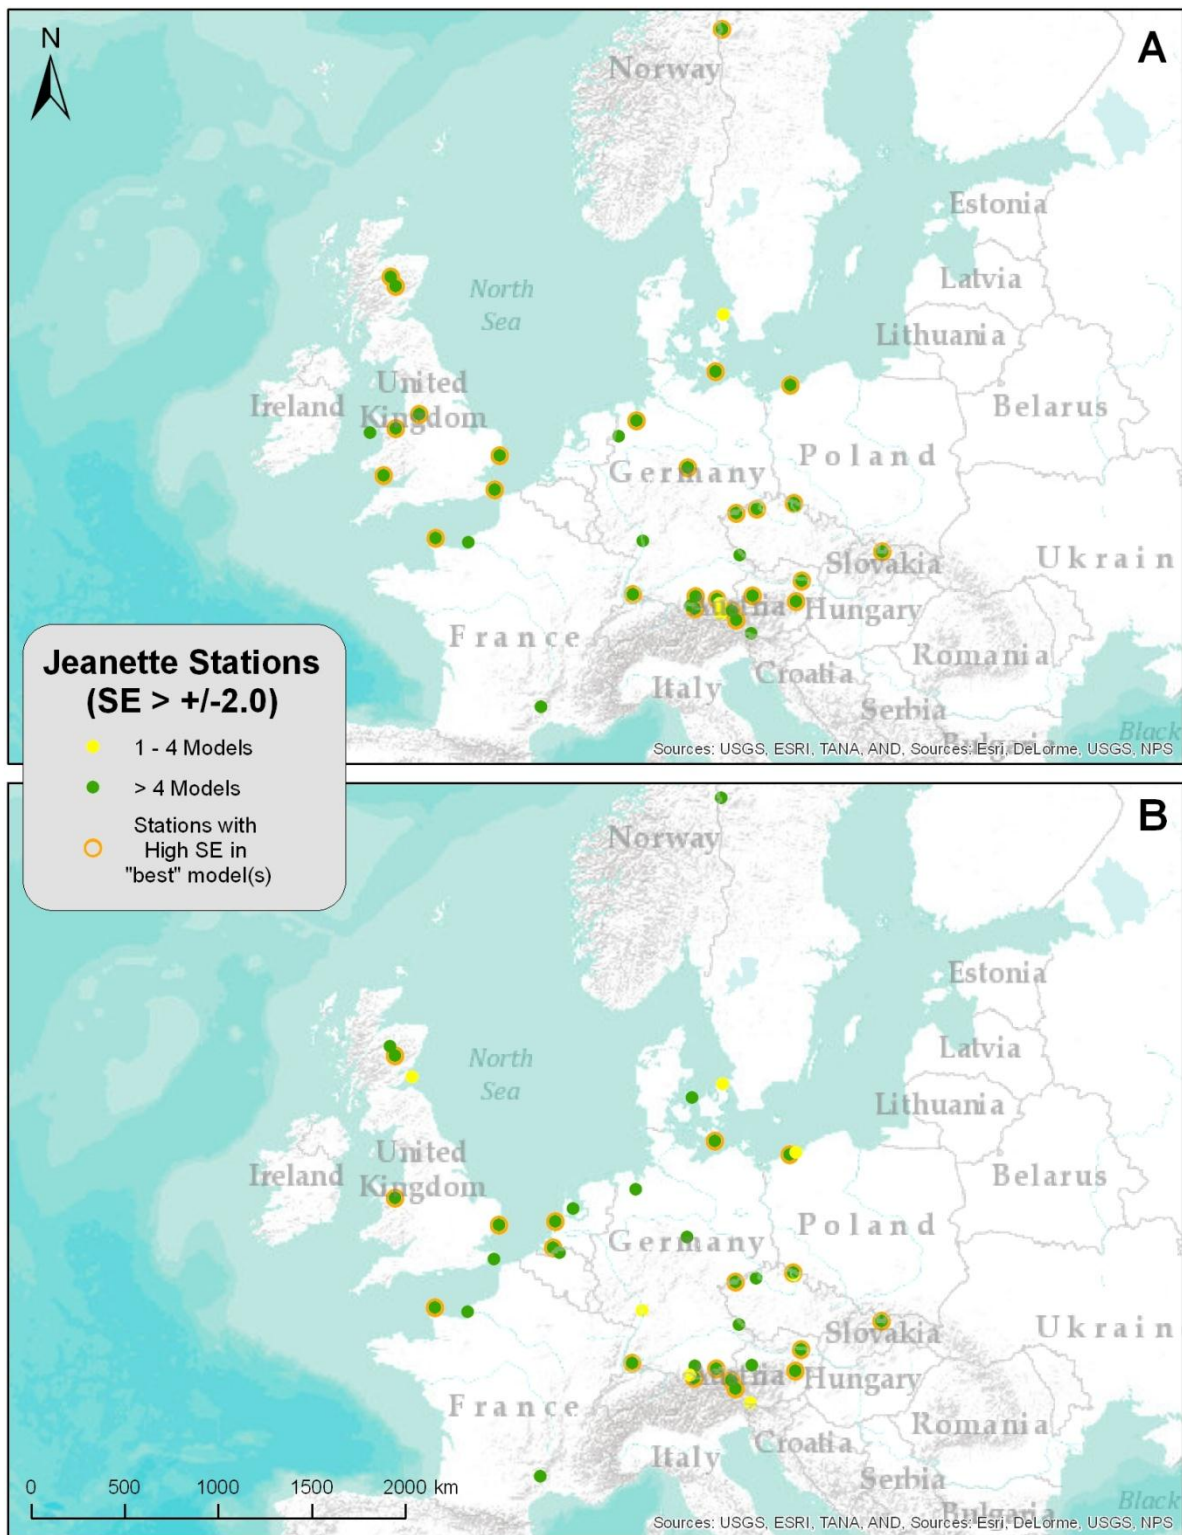 N
A
Norway
Estonia
North
Sea
Latvia
Lithuania
United
Kingdom
Ireland
Belarus
Poland
Germany
Ukrain
Slovakia
Austria
Hungary
France
Romania
Croatia
Italy
Serbia
Black
Bulgaria
Sources: USGS, ESRI, TANA, AND, Sources: Esri, DeLorme, USGS, NPS
Jeanette Stations
(SE > +/-2.0)
1 - 4 Models
> 4 Models
Stations with
High SE in
"best" model(s)
B
Norway
Estonia
North
Sea
Latvia
Lithuania
United
Kingdom
Ireland
Belarus
Poland
Germany
Ukrain
Slovakia
Austria
Hungary
France
Romania
Croatia
Italy
Serbia
Black
Bulgaria
0 500 1000 1500 2000 km
Sources: USGS, ESRI, TANA, AND, Sources: Esri, DeLorme, USGS, NPS